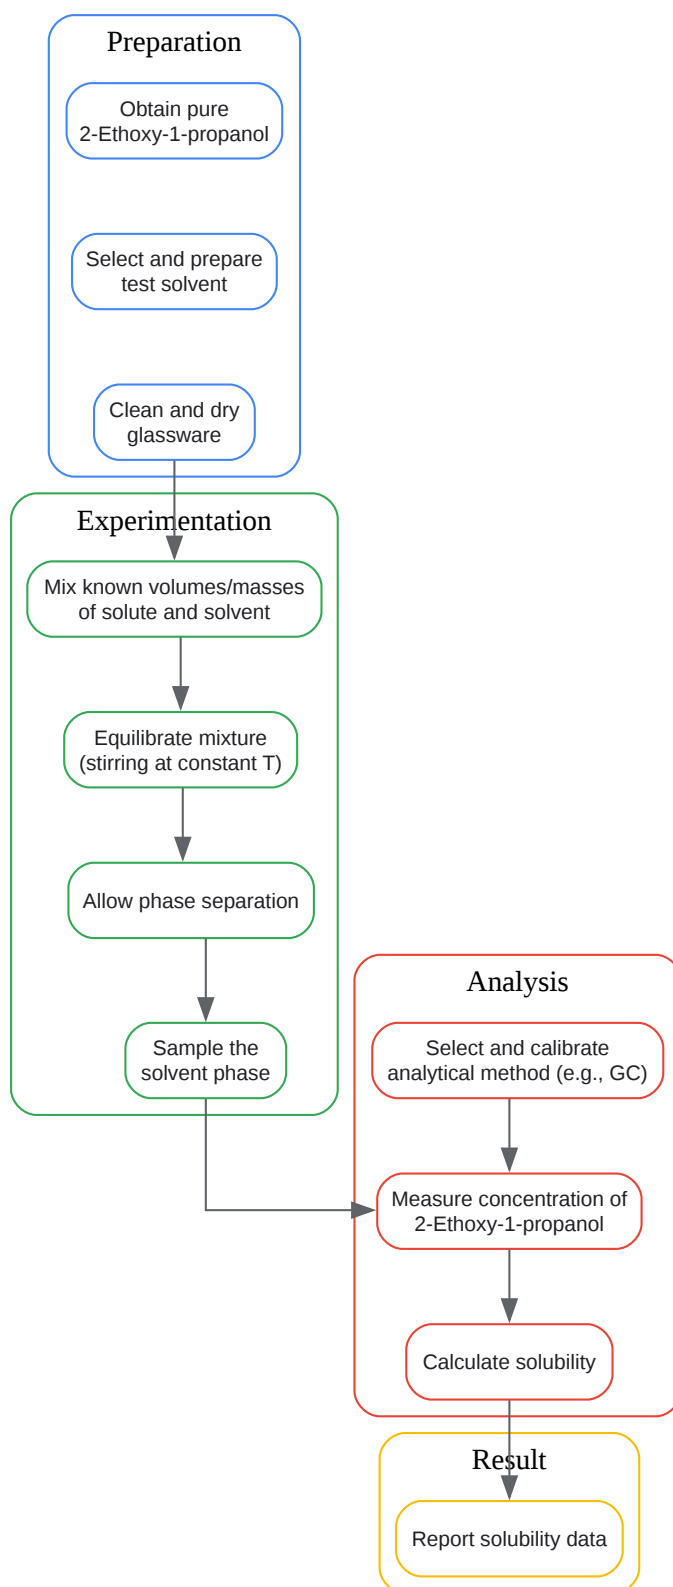 Preparation
Obtain pure
2-Ethoxy-1-propanol
Select and prepare
test solvent
Clean and dry
glassware
Experimentation
Mix known volumes/masses
of solute and solvent
Equilibrate mixture
(stirring at constant T)
Allow phase separation
Sample the
solvent phase
Analysis
Select and calibrate
analytical method (e.g., GC)
Measure concentration of
2-Ethoxy-1-propanol
Calculate solubility
Result
Report solubility data